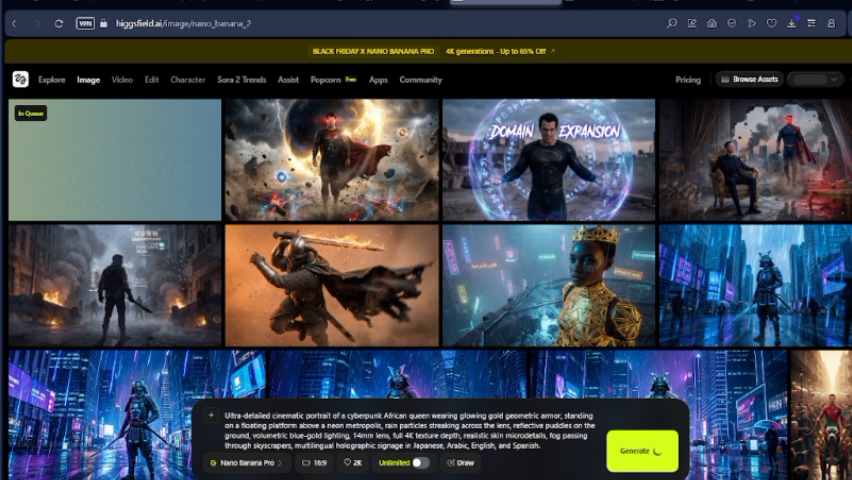 VPN higgsfield.ai/image/nano_banana_2
BLACK FRIDAY X NANO BANANA PRO 4K generations - Up to 65% Off
Explore Image Video Edit Character Sora 2 Trends Assist Popcorn Free Apps Community Pricing Browse Assets
In Queue
DOMAIN EXPANSION
Ultra-detailed cinematic portrait of a cyberpunk African queen wearing glowing gold geometric armor, standing
on a floating platform above a neon metropolis, rain particles streaking across the lens, reflective puddles on the
ground, volumetric blue-gold lighting, 14mm lens, full 4K texture depth, realistic skin microdetails, fog passing
through skyscrapers, multilingual holographic signage in Japanese, Arabic, English, and Spanish.
Generate
G Nano Banana Pro 16:9 2K Unlimited Draw